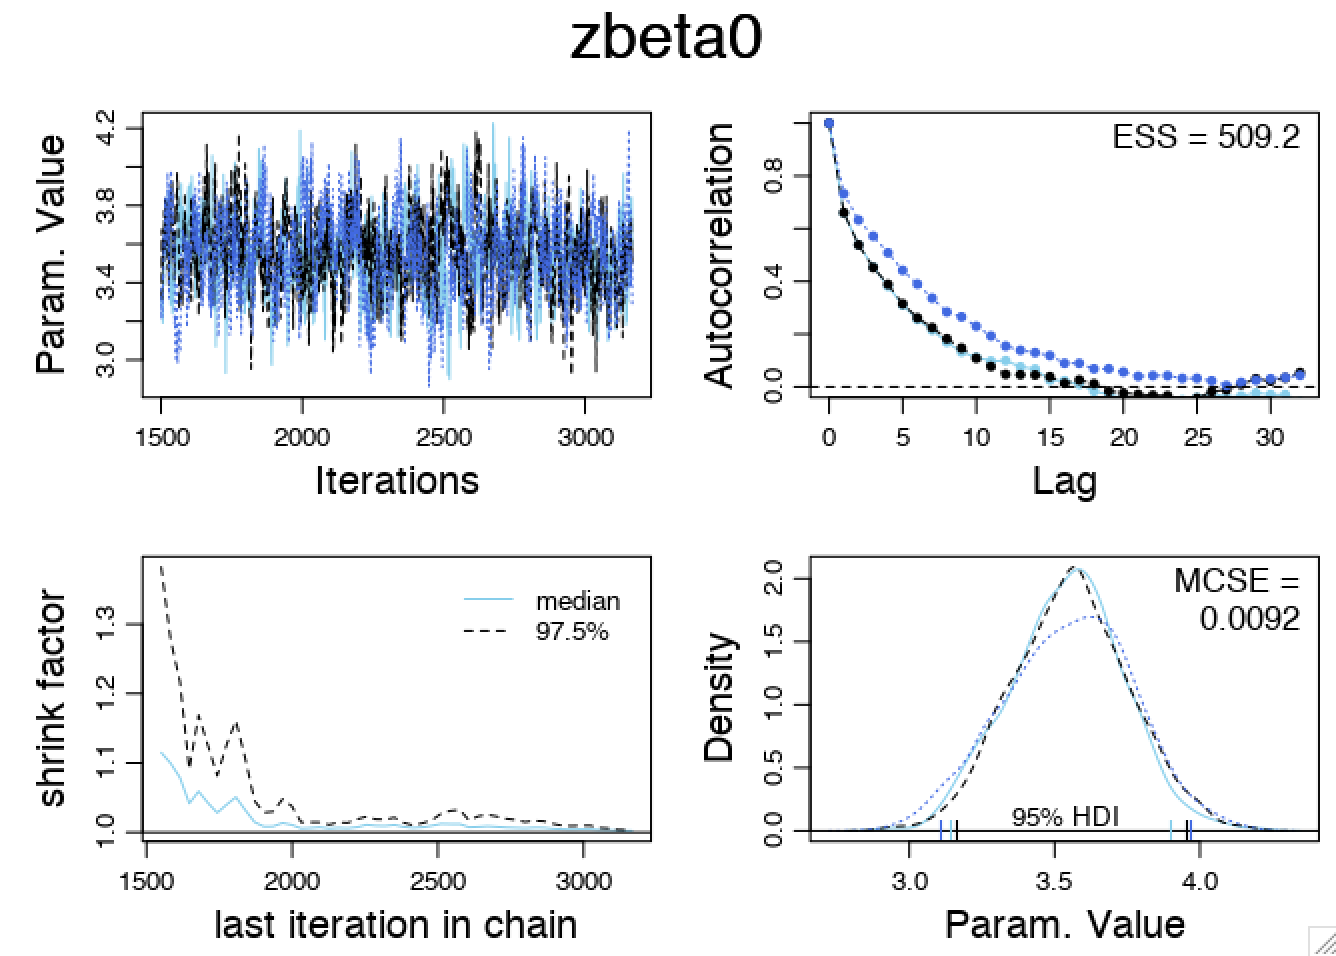 zbeta0
Param. Value
4.2
3.8
3.4
3.0
1500 2000 2500 3000
Iterations
Autocorrelation
0.8
0.4
0.0
ESS = 509.2
0 5 10 15 20 25 30
Lag
shrink factor
1.3
1.2
1.1
1.0
median
97.5%
1500 2000 2500 3000
last iteration in chain
Density
2.0
1.5
1.0
0.5
0.0
MCSE =
0.0092
95% HDI
3.0 3.5 4.0
Param. Value